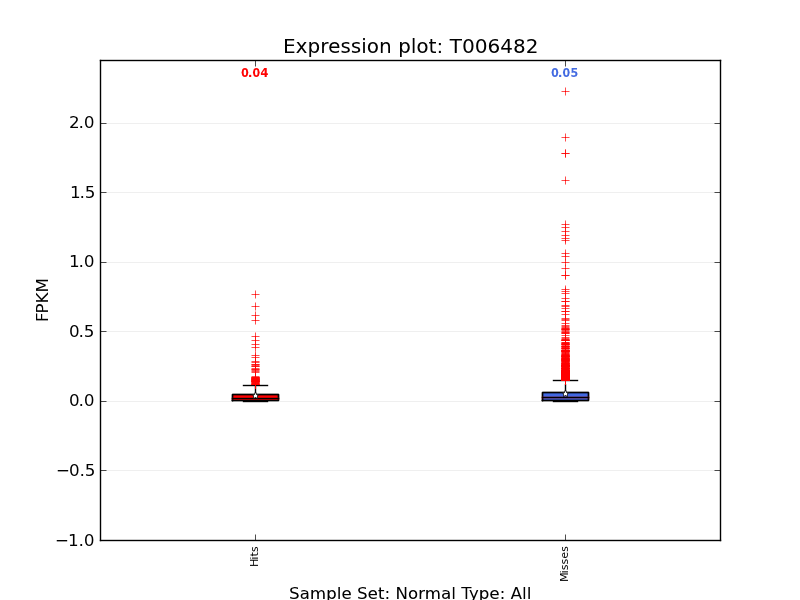 Expression plot: T006482
0.04
0.05
2.0
1.5
1.0
0.5
0.0
−0.5
−1.0
FPKM
Hits
Misses
Sample Set: Normal Type: All